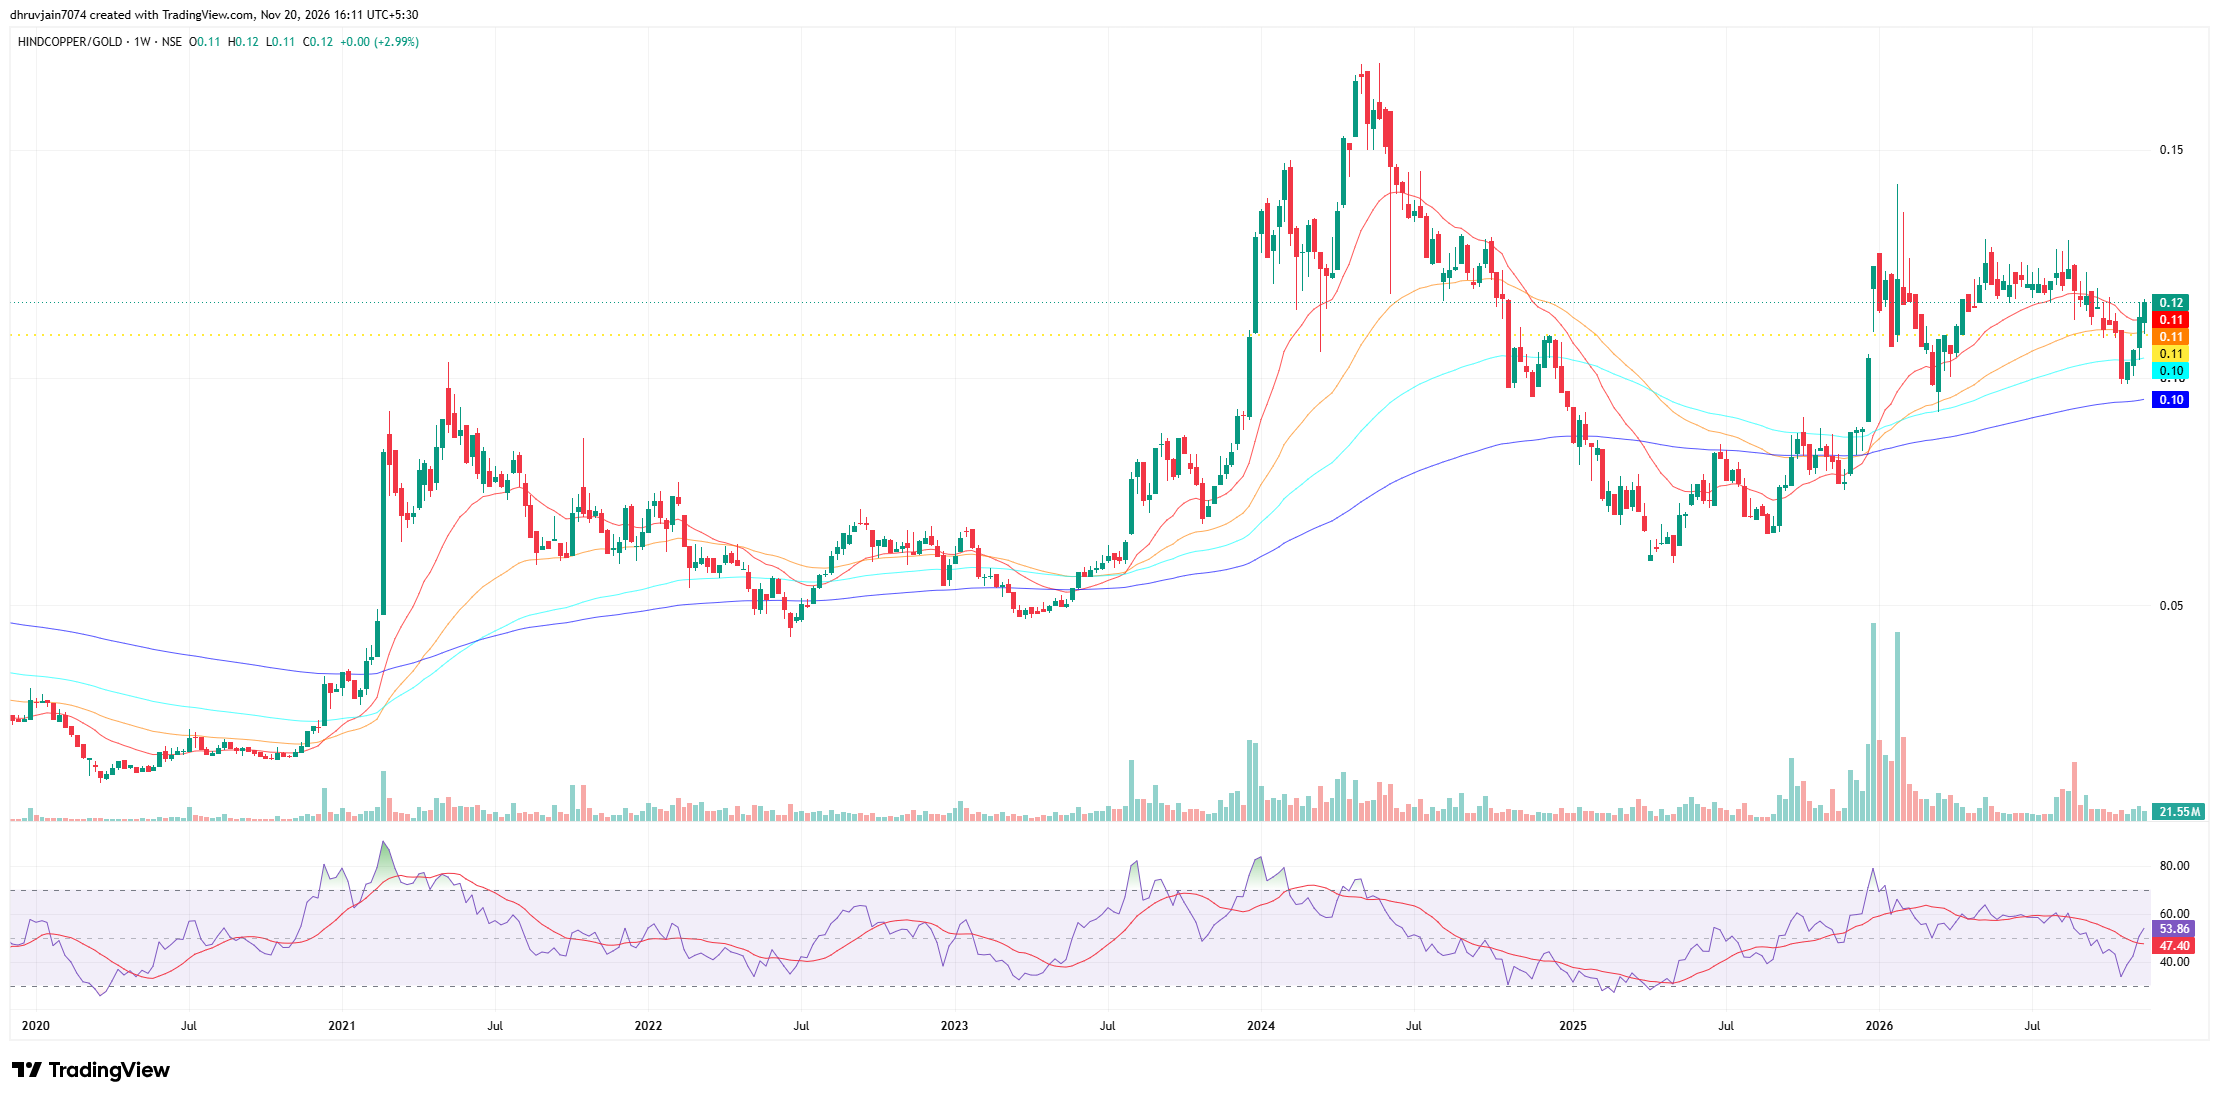 dhruvjain7074 created with TradingView.com, Nov 20, 2026 16:11 UTC+5:30
HINDCOPPER/GOLD · 1W · NSE O0.11 H0.12 L0.11 C0.12 +0.00 (+2.99%)
0.15
0.12
0.11
0.11
0.11
0.10
0.10
0.10
0.05
21.55M
80.00
60.00
53.86
47.40
40.00
2020 Jul 2021 Jul 2022 Jul 2023 Jul 2024 Jul 2025 Jul 2026 Jul
TradingView